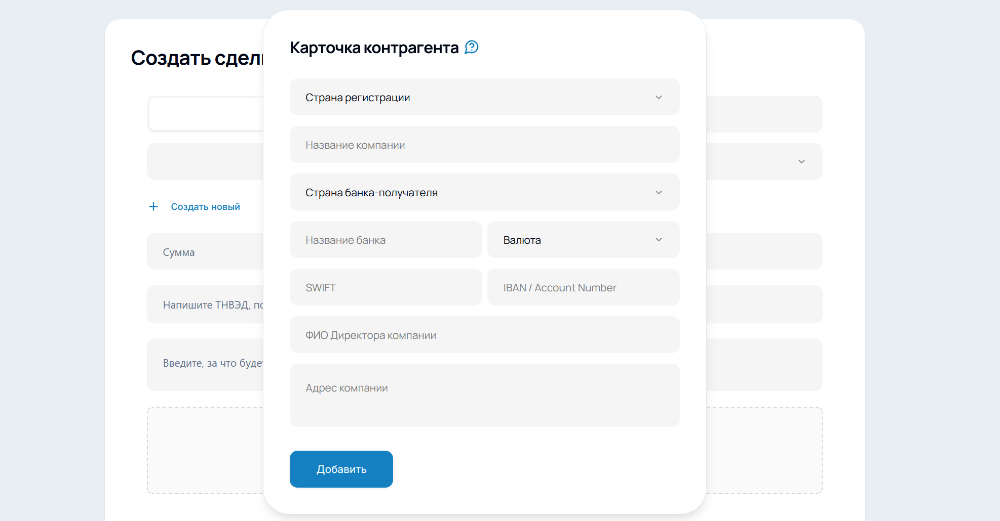 Создать сдел
Создать новый
Сумма
Напишите ТНВЭД, по
Введите, за что будет
Карточка контрагента
Страна регистрации
Название компании
Страна банка-получателя
Название банка
Валюта
SWIFT
IBAN / Account Number
ФИО Директора компании
Адрес компании
Добавить